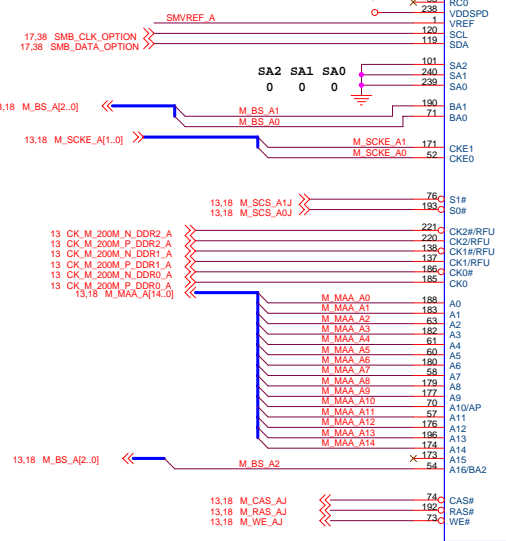 RC0
238 VDDSPD
SMVREF_A 1 VREF
17,38 SMB_CLK_OPTION 120 SCL
17,38 SMB_DATA_OPTION 119 SDA
101 SA2
SA2 SA1 SA0 240 SA1
0 0 0 239 SA0
13,18 M_BS_A[2..0] M_BS_A1 190 BA1
M_BS_A0 71 BA0
13,18 M_SCKE_A[1..0] M_SCKE_A1 171 CKE1
M_SCKE_A0 52 CKE0
13,18 M_SCS_A1J 76 S1#
13,18 M_SCS_A0J 193 S0#
13 CK_M_200M_N_DDR2_A 221 CK2#/RFU
13 CK_M_200M_P_DDR2_A 220 CK2/RFU
13 CK_M_200M_N_DDR1_A 138 CK1#/RFU
13 CK_M_200M_P_DDR1_A 137 CK1/RFU
13 CK_M_200M_N_DDR0_A 186 CK0#
13 CK_M_200M_P_DDR0_A 185 CK0
13,18 M_MAA_A[14..0] M_MAA_A0 188 A0
M_MAA_A1 183 A1
M_MAA_A2 63 A2
M_MAA_A3 182 A3
M_MAA_A4 61 A4
M_MAA_A5 60 A5
M_MAA_A6 180 A6
M_MAA_A7 58 A7
M_MAA_A8 179 A8
M_MAA_A9 177 A9
M_MAA_A10 70 A10/AP
M_MAA_A11 57 A11
M_MAA_A12 176 A12
M_MAA_A13 196 A13
M_MAA_A14 174 A14
173 A15
13,18 M_BS_A[2..0] M_BS_A2 54 A16/BA2
13,18 M_CAS_AJ 74 CAS#
13,18 M_RAS_AJ 192 RAS#
13,18 M_WE_AJ 73 WE#